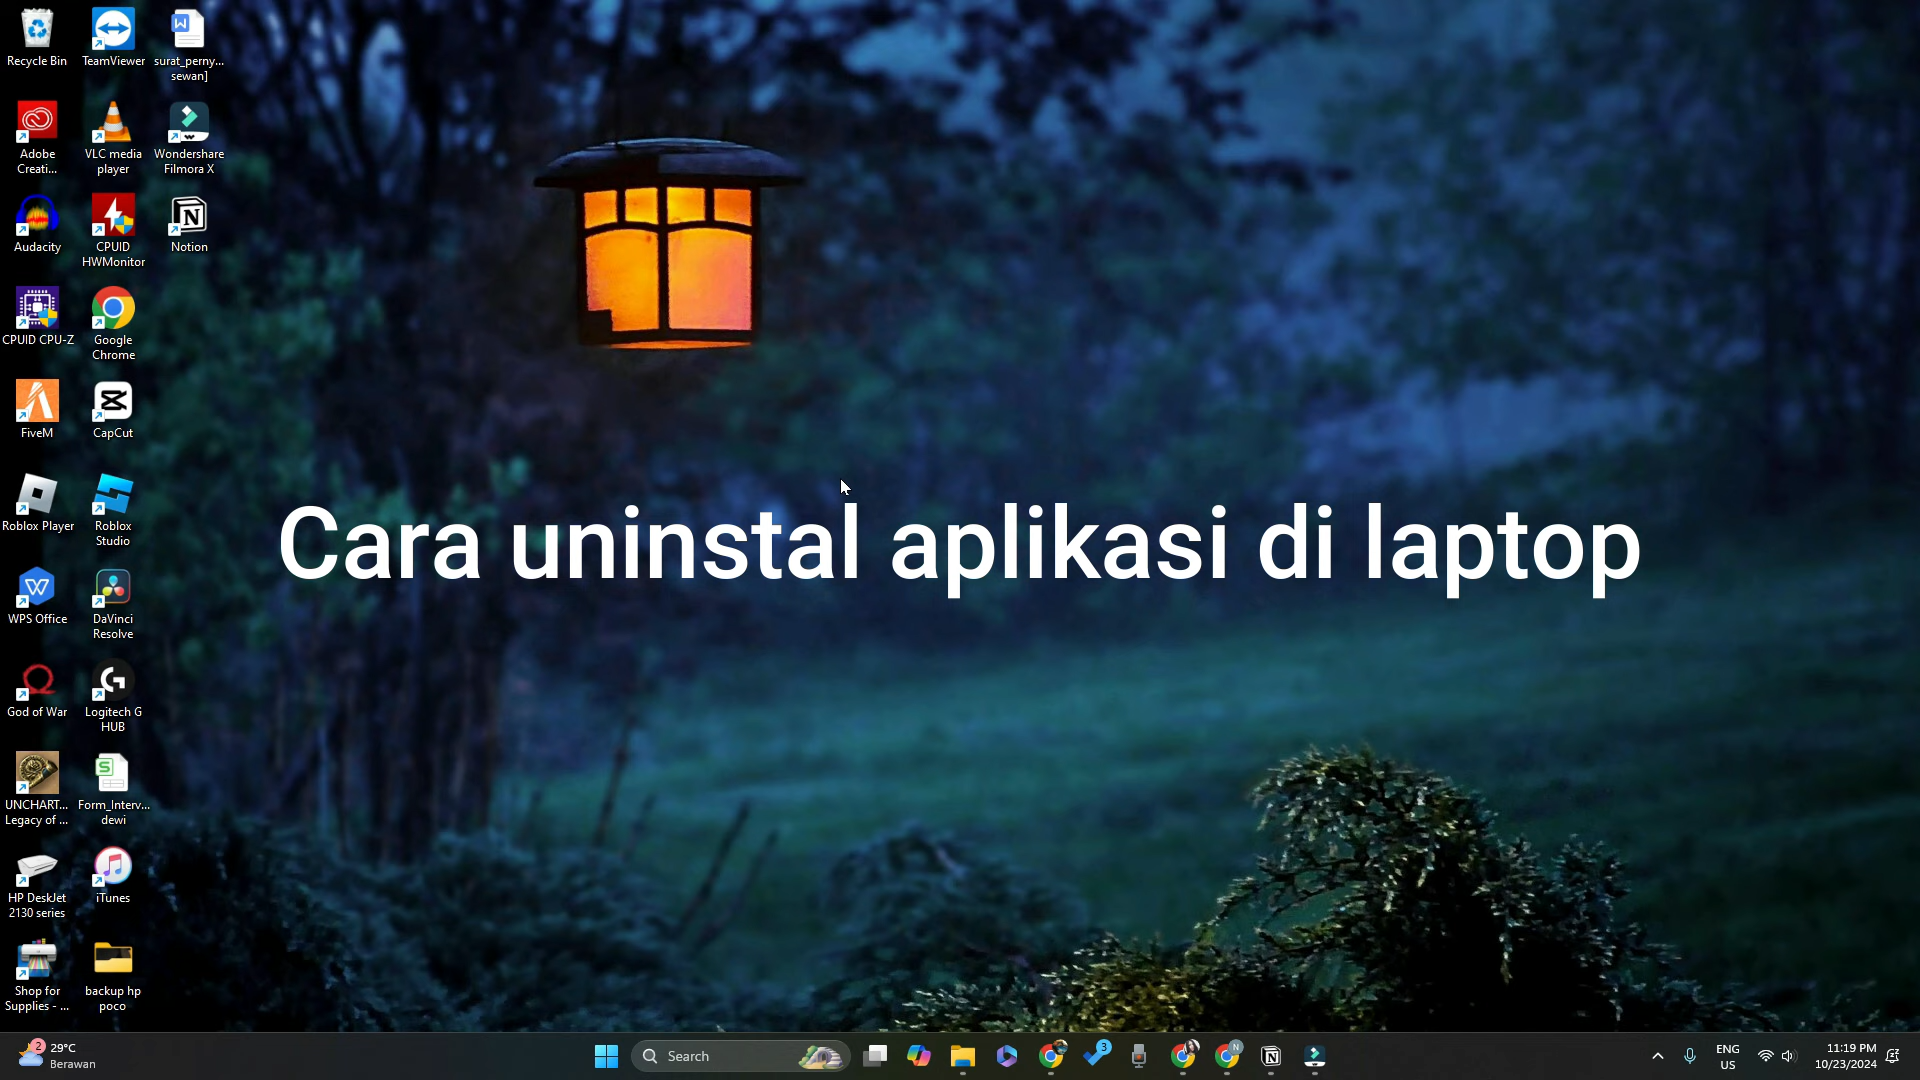 Recycle Bin
TeamViewer
surat_perny...
sewan]
Adobe
Creati...
VLC media
player
Wondershare
Filmora X
Audacity
CPUID
HWMonitor
Notion
CPUID CPU-Z
Google
Chrome
FiveM
CapCut
Roblox Player
Roblox
Studio
Cara uninstal aplikasi di laptop
WPS Office
DaVinci
Resolve
God of War
Logitech G
HUB
UNCHART...
Legacy of ...
Form_Interv...
dewi
HP DeskJet
2130 series
iTunes
Shop for
Supplies - ...
backup hp
poco
2
29°C
Berawan
Search
3
N
ENG
US
11:19 PM
10/23/2024